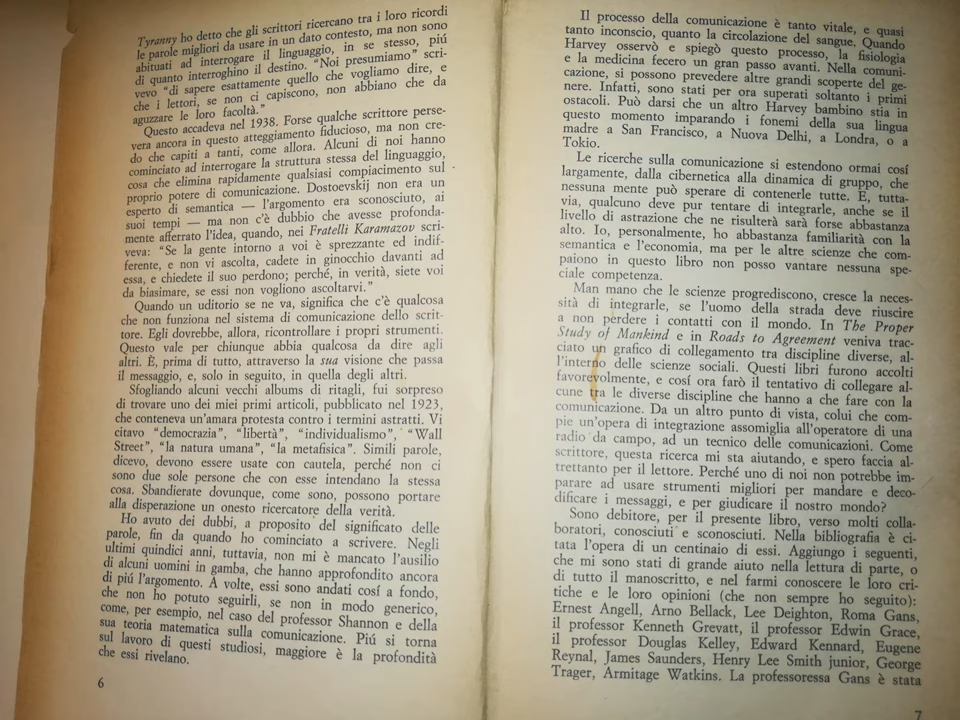 Tyranny ho detto che gli scrittori ricercano tra i loro ricordi
le parole migliori da usare in un dato contesto, ma non sono
abituati ad interrogare il linguaggio, in se stesso, piú
di quanto interroghino il destino. “Noi presumiamo” scri-
vevo “di sapere esattamente quello che vogliamo dire, e
che i lettori, se non ci capiscono, non abbiano che da
aguzzare le loro facoltà.”
Questo accadeva nel 1938. Forse qualche scrittore perse-
vera ancora in questo atteggiamento fiducioso, ma non cre-
do che capiti a tanti, come allora. Alcuni di noi hanno
cominciato ad interrogare la struttura stessa del linguaggio,
cosa che elimina rapidamente qualsiasi compiacimento sul
proprio potere di comunicazione. Dostoevskij non era un
esperto di semantica — l'argomento era sconosciuto, ai
suoi tempi — ma non c'è dubbio che avesse profonda-
mente afferrato l'idea, quando, nei Fratelli Karamazov scri-
veva: “Se la gente intorno a voi è sprezzante ed indif-
ferente, e non vi ascolta, cadete in ginocchio davanti ad
essa, e chiedete il suo perdono; perché, in verità, siete voi
da biasimare, se essi non vogliono ascoltarvi.”
Quando un uditorio se ne va, significa che c'è qualcosa
che non funziona nel sistema di comunicazione dello scrit-
tore. Egli dovrebbe, allora, ricontrollare i propri strumenti.
Questo vale per chiunque abbia qualcosa da dire agli
altri. È, prima di tutto, attraverso la sua visione che passa
il messaggio, e, solo in seguito, in quella degli altri.
Sfogliando alcuni vecchi albums di ritagli, fui sorpreso
di trovare uno dei miei primi articoli, pubblicato nel 1923,
che conteneva un'amara protesta contro i termini astratti. Vi
citavo “democrazia”, “libertà”, “individualismo”, “Wall
Street”, “la natura umana”, “la metafisica”. Simili parole,
dicevo, devono essere usate con cautela, perché non ci
sono due sole persone che con esse intendano la stessa
cosa. Sbandierate dovunque, come sono, possono portare
alla disperazione un onesto ricercatore della verità.
Ho avuto dei dubbi, a proposito del significato delle
parole, fin da quando ho cominciato a scrivere. Negli
ultimi quindici anni, tuttavia, non mi è mancato l'ausilio
di alcuni uomini in gamba, che hanno approfondito ancora
di piú l'argomento. A volte, essi sono andati cosí a fondo,
che non ho potuto seguirli, se non in modo generico,
come, per esempio, nel caso del professor Shannon e della
sua teoria matematica sulla comunicazione. Piú si torna
sul lavoro di questi studiosi, maggiore è la profondità
che essi rivelano.
6
Il processo della comunicazione è tanto vitale, e quasi
tanto inconscio, quanto la circolazione del sangue. Quando
Harvey osservò e spiegò questo processo, la fisiologia
e la medicina fecero un gran passo avanti. Nella comuni-
cazione, si possono prevedere altre grandi scoperte del ge-
nere. Infatti, sono stati per ora superati soltanto i primi
ostacoli. Può darsi che un altro Harvey bambino stia in
questo momento imparando i fonemi della sua lingua
madre a San Francisco, a Nuova Delhi, a Londra, o a
Tokio.
Le ricerche sulla comunicazione si estendono ormai cosí
largamente, dalla cibernetica alla dinamica di gruppo, che
nessuna mente può sperare di contenerle tutte. E, tutta-
via, qualcuno deve pur tentare di integrarle, anche se il
livello di astrazione che ne risulterà sarà forse abbastanza
alto. Io, personalmente, ho abbastanza familiarità con la
semantica e l'economia, ma per le altre scienze che com-
paiono in questo libro non posso vantare nessuna spe-
ciale competenza.
Man mano che le scienze progrediscono, cresce la neces-
sità di integrarle, se l'uomo della strada deve riuscire
a non perdere i contatti con il mondo. In The Proper
Study of Mankind e in Roads to Agreement veniva trac-
ciato un grafico di collegamento tra discipline diverse, al-
l'interno delle scienze sociali. Questi libri furono accolti
favorevolmente, e cosí ora farò il tentativo di collegare al-
cune tra le diverse discipline che hanno a che fare con la
comunicazione. Da un altro punto di vista, colui che com-
pie un'opera di integrazione assomiglia all'operatore di una
radio da campo, ad un tecnico delle comunicazioni. Come
scrittore, questa ricerca mi sta aiutando, e spero faccia al-
trettanto per il lettore. Perché uno di noi non potrebbe im-
parare ad usare strumenti migliori per mandare e deco-
dificare i messaggi, e per giudicare il nostro mondo?
Sono debitore, per il presente libro, verso molti colla-
boratori, conosciuti e sconosciuti. Nella bibliografia è ci-
tata l'opera di un centinaio di essi. Aggiungo i seguenti,
che mi sono stati di grande aiuto nella lettura di parte, o
di tutto il manoscritto, e nel farmi conoscere le loro cri-
tiche e le loro opinioni (che non sempre ho seguito):
Ernest Angell, Arno Bellack, Lee Deighton, Roma Gans,
il professor Kenneth Grevatt, il professor Edwin Grace,
il professor Douglas Kelley, Edward Kennard, Eugene
Reynal, James Saunders, Henry Lee Smith junior, George
Trager, Armitage Watkins. La professoressa Gans è stata
7